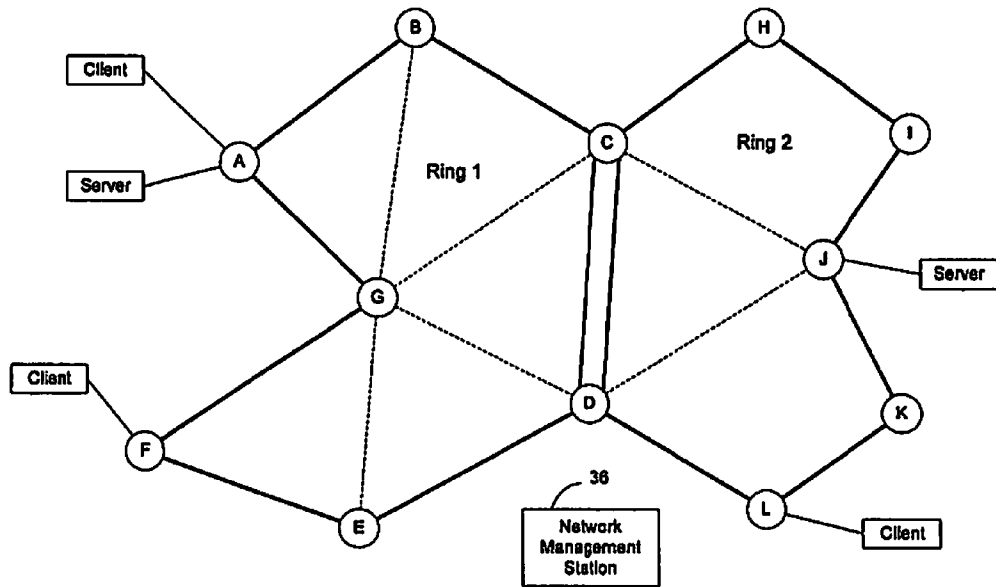 B
H
Client
C
I
A
Ring 1
Ring 2
Server
J
G
Server
Client
D
K
F
36
L
E
Network
Management
Station
Client